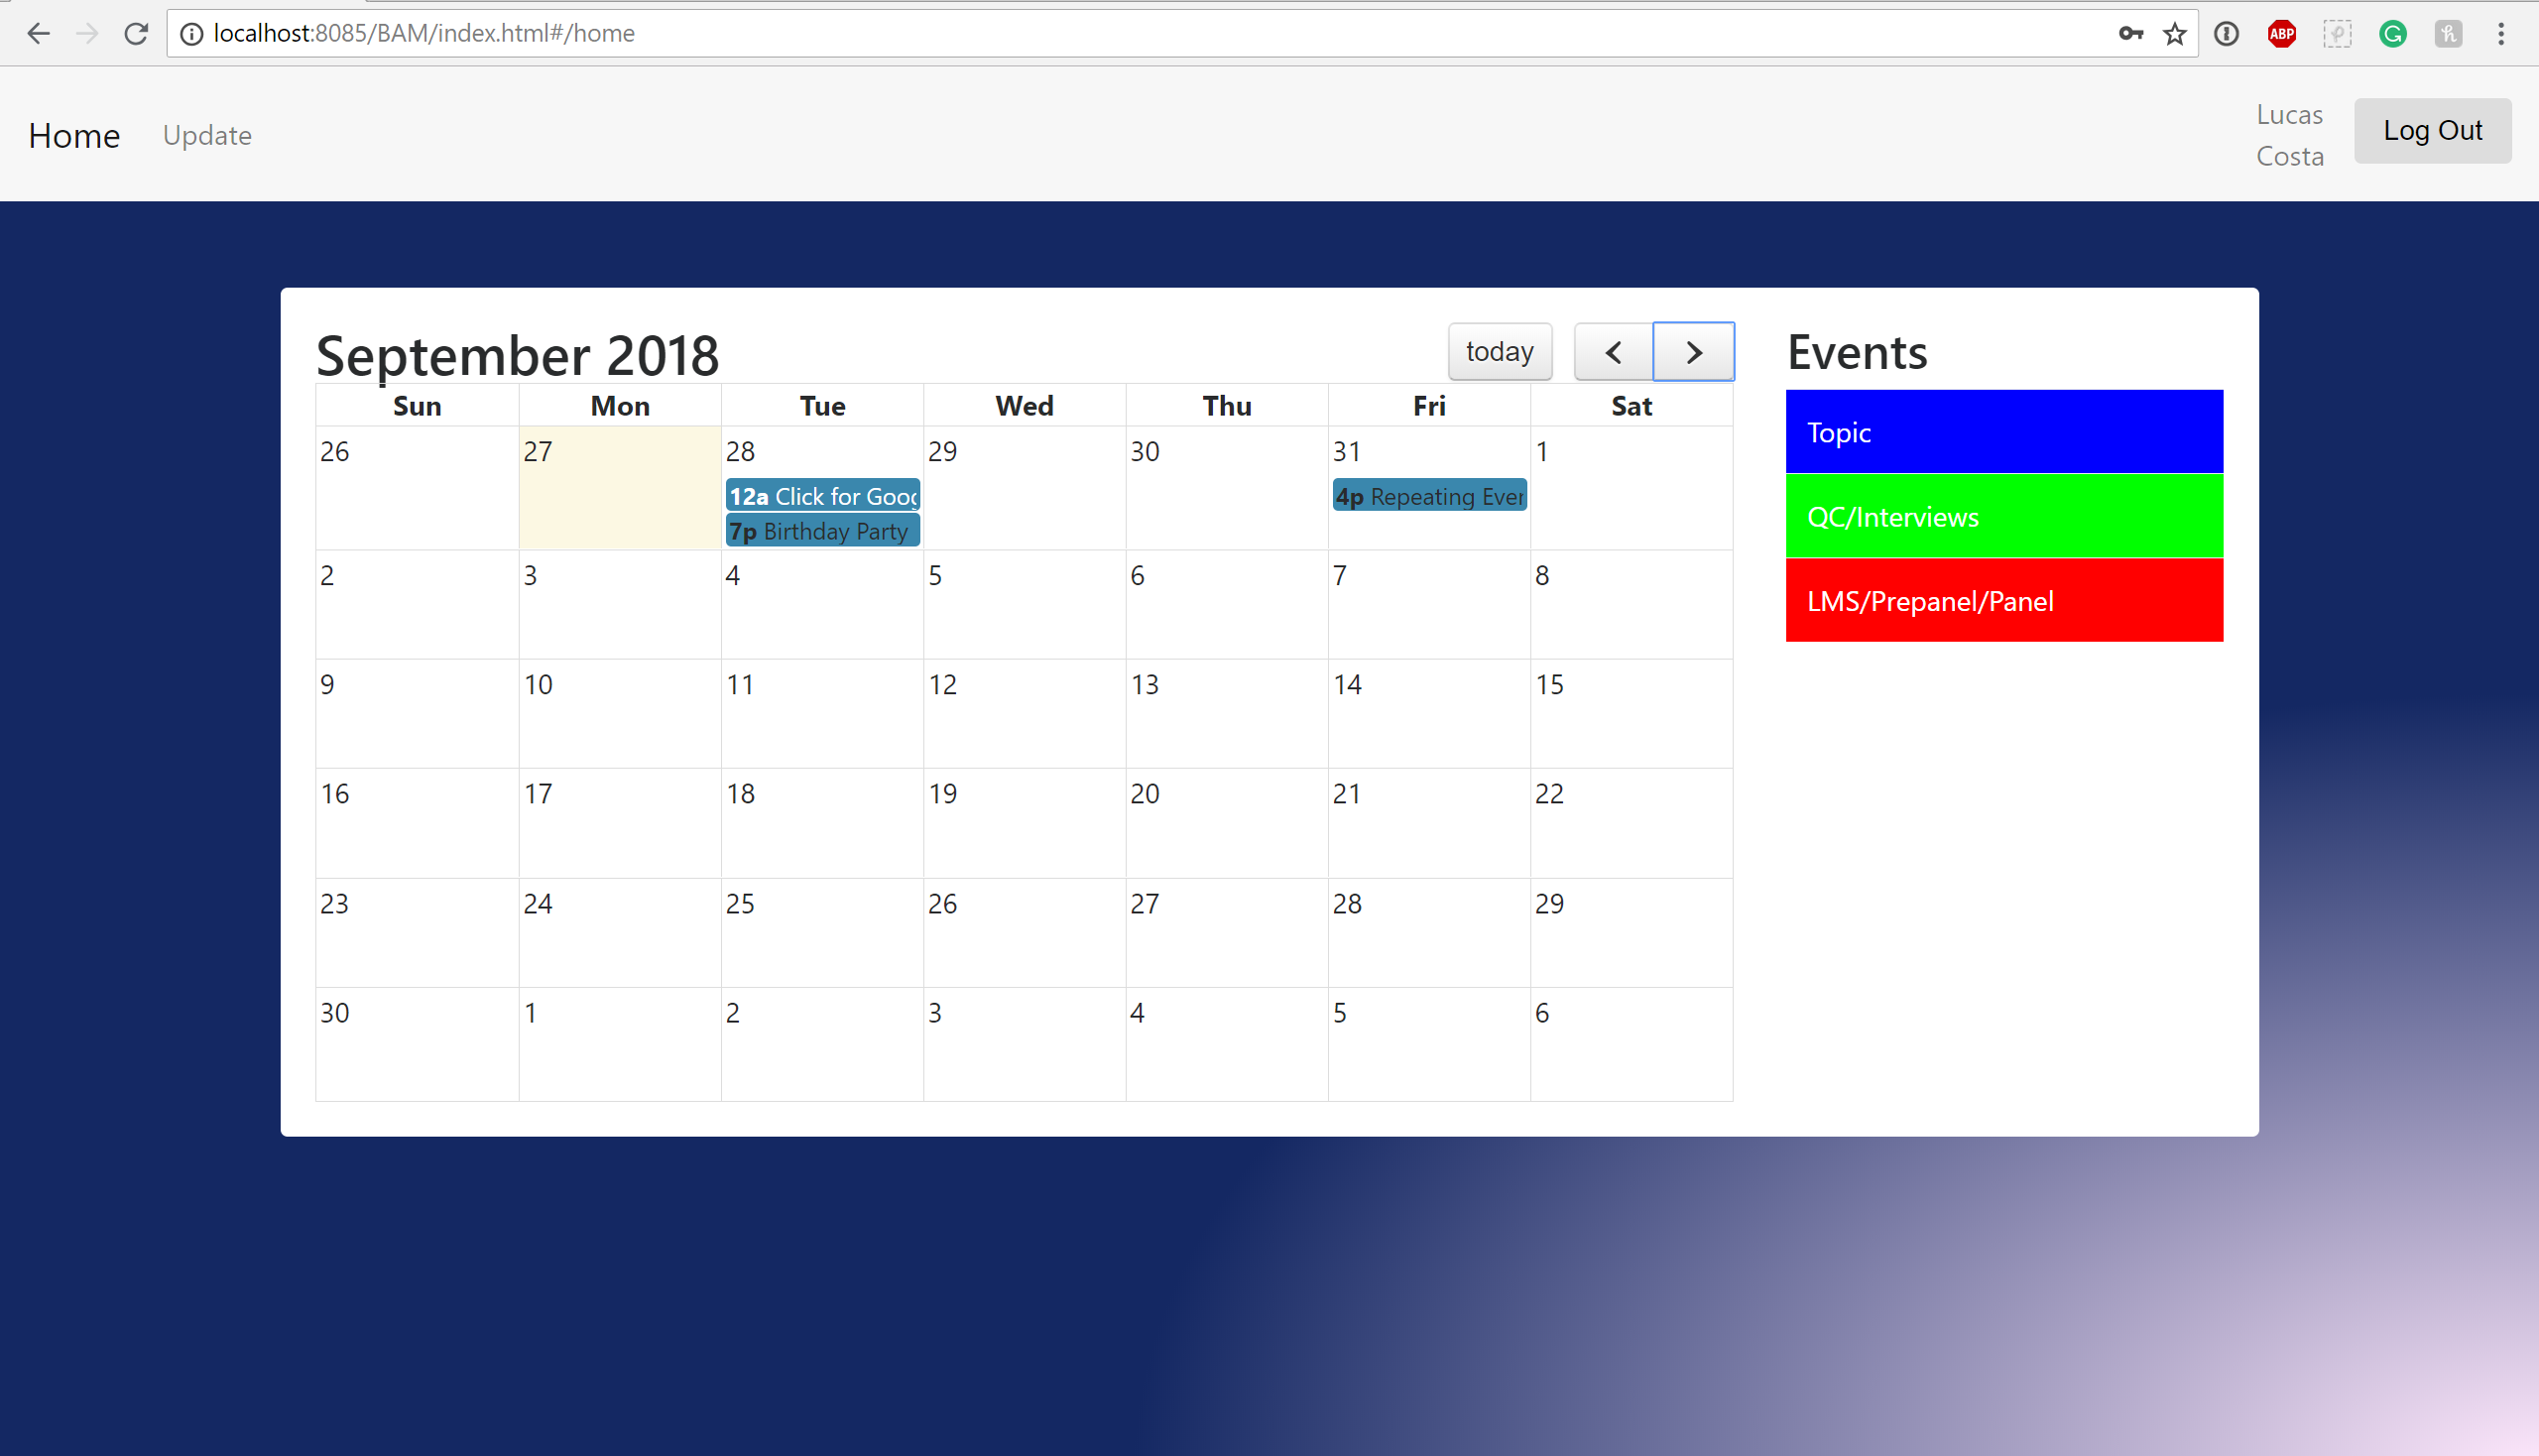 localhost:8085/BAM/index.html#/home
ABP
Home Update
Lucas
Costa
Log Out
September 2018
today
Events
Sun Mon Tue Wed Thu Fri Sat
26 27 28 29 30 31 1
12a Click for Goog
7p Birthday Party
4p Repeating Ever
2 3 4 5 6 7 8
9 10 11 12 13 14 15
16 17 18 19 20 21 22
23 24 25 26 27 28 29
30 1 2 3 4 5 6
Topic
QC/Interviews
LMS/Prepanel/Panel